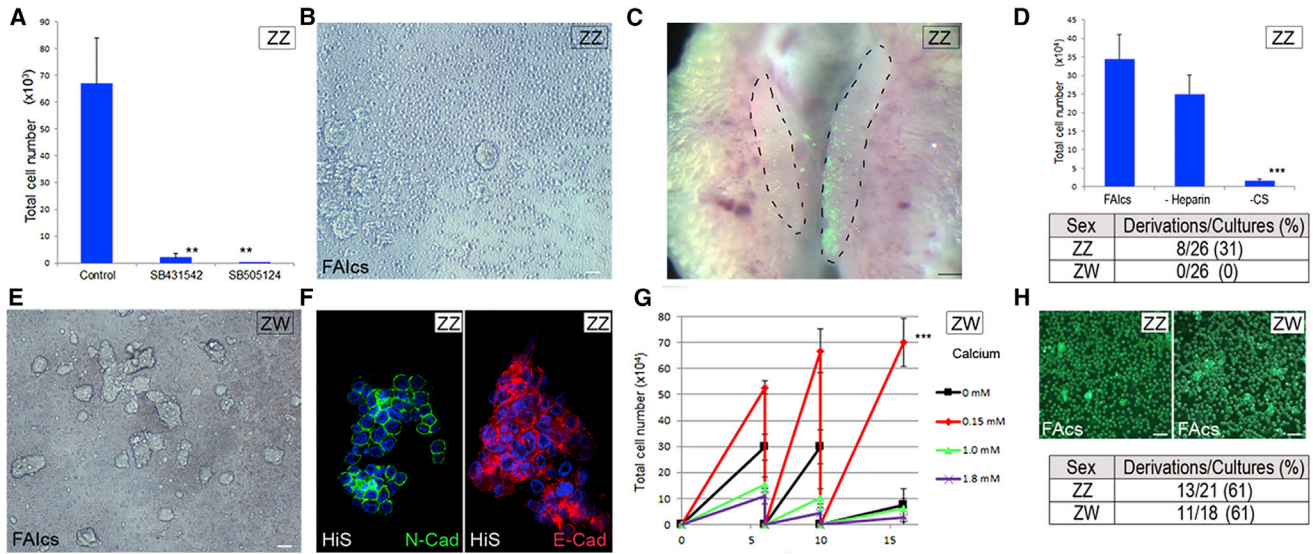 A
Total cell number (x10³)
90
80
70
60
50
40
30
20
10
0
ZZ
**
**
Control
SB431542
SB505124
B
ZZ
FAIcs
C
ZZ
D
Total cell number (x10⁴)
45
40
35
30
25
20
15
10
5
0
ZZ
***
FAIcs
- Heparin
-CS
Sex Derivations/Cultures (%)
ZZ 8/26 (31)
ZW 0/26 (0)
E
ZW
FAIcs
F
ZZ
HiS
N-Cad
ZZ
HiS
E-Cad
G
Total cell number (x10⁴)
80
70
60
50
40
30
20
10
0
0
5
10
15
***
ZW
Calcium
0 mM
0.15 mM
1.0 mM
1.8 mM
H
ZZ
FAcs
ZW
FAcs
Sex Derivations/Cultures (%)
ZZ 13/21 (61)
ZW 11/18 (61)